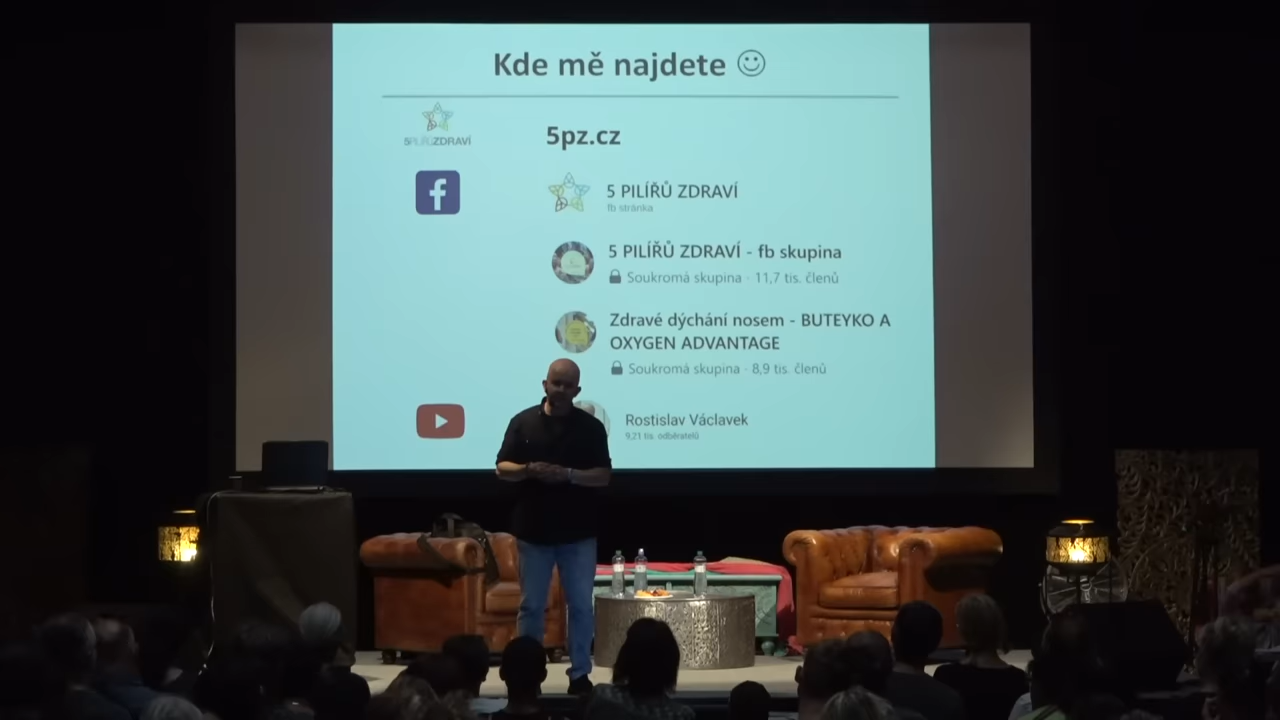 Kde mě najdete ☺
5PILÍŘŮZDRAVÍ
5pz.cz
5 PILÍŘŮ ZDRAVÍ
fb stránka
5 PILÍŘŮ ZDRAVÍ - fb skupina
Soukromá skupina · 11,7 tis. členů
Zdravé dýchání nosem - BUTEYKO A
OXYGEN ADVANTAGE
Soukromá skupina · 8,9 tis. členů
Rostislav Václavek
9,21 tis. odběratelů